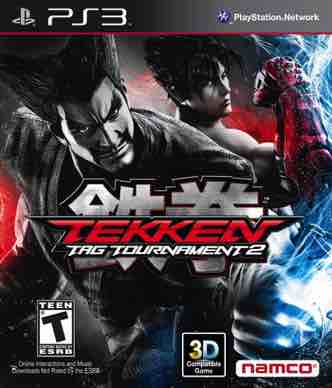 PS3
PlayStation.Network
鉄拳
TEKKEN
TAG TOURNAMENT 2
TEEN
T
ESRB
Online Interactions and Music
Downloads Not Rated by the ESRB
3D
Compatible
Game
namco